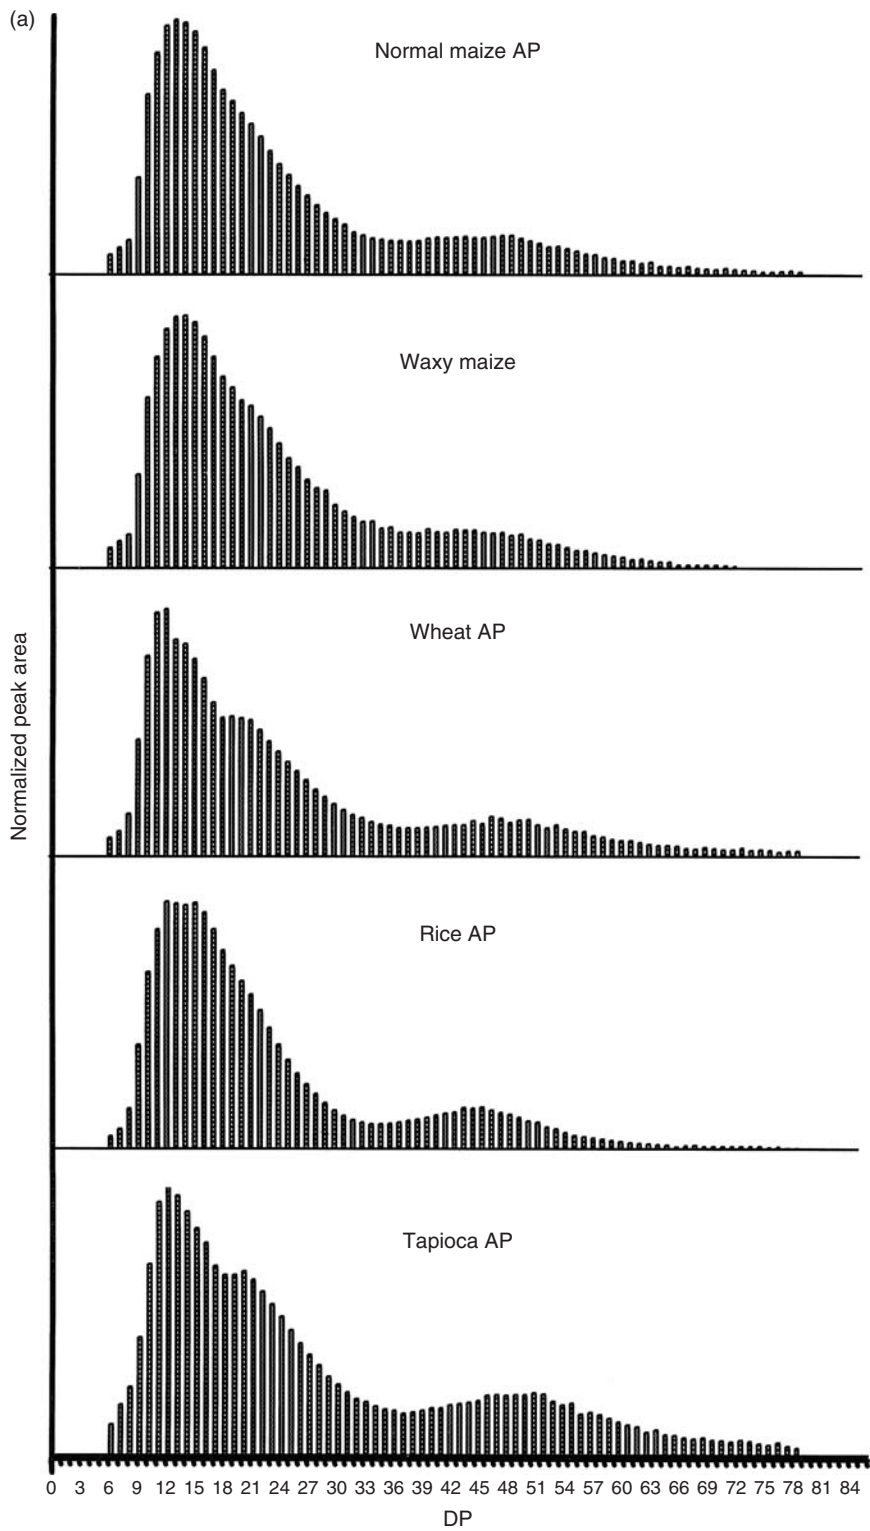 (a)
Normal maize AP
Waxy maize
Wheat AP
Rice AP
Tapioca AP
Normalized peak area
0 3 6 9 12 15 18 21 24 27 30 33 36 39 42 45 48 51 54 57 60 63 66 69 72 75 78 81 84
DP